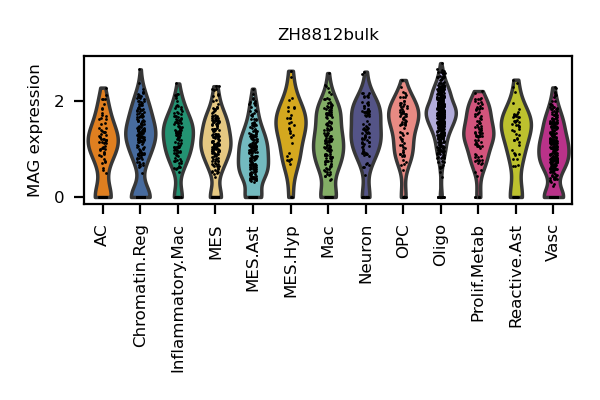 ZH8812bulk
MAG expression
2
0
AC
Chromatin.Reg
Inflammatory.Mac
MES
MES.Ast
MES.Hyp
Mac
Neuron
OPC
Oligo
Prolif.Metab
Reactive.Ast
Vasc